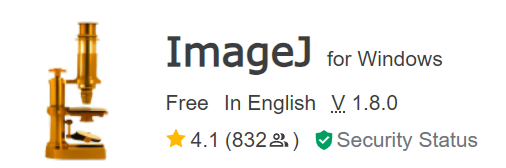 ImageJ for Windows
Free In English V 1.8.0
4.1 (832) Security Status